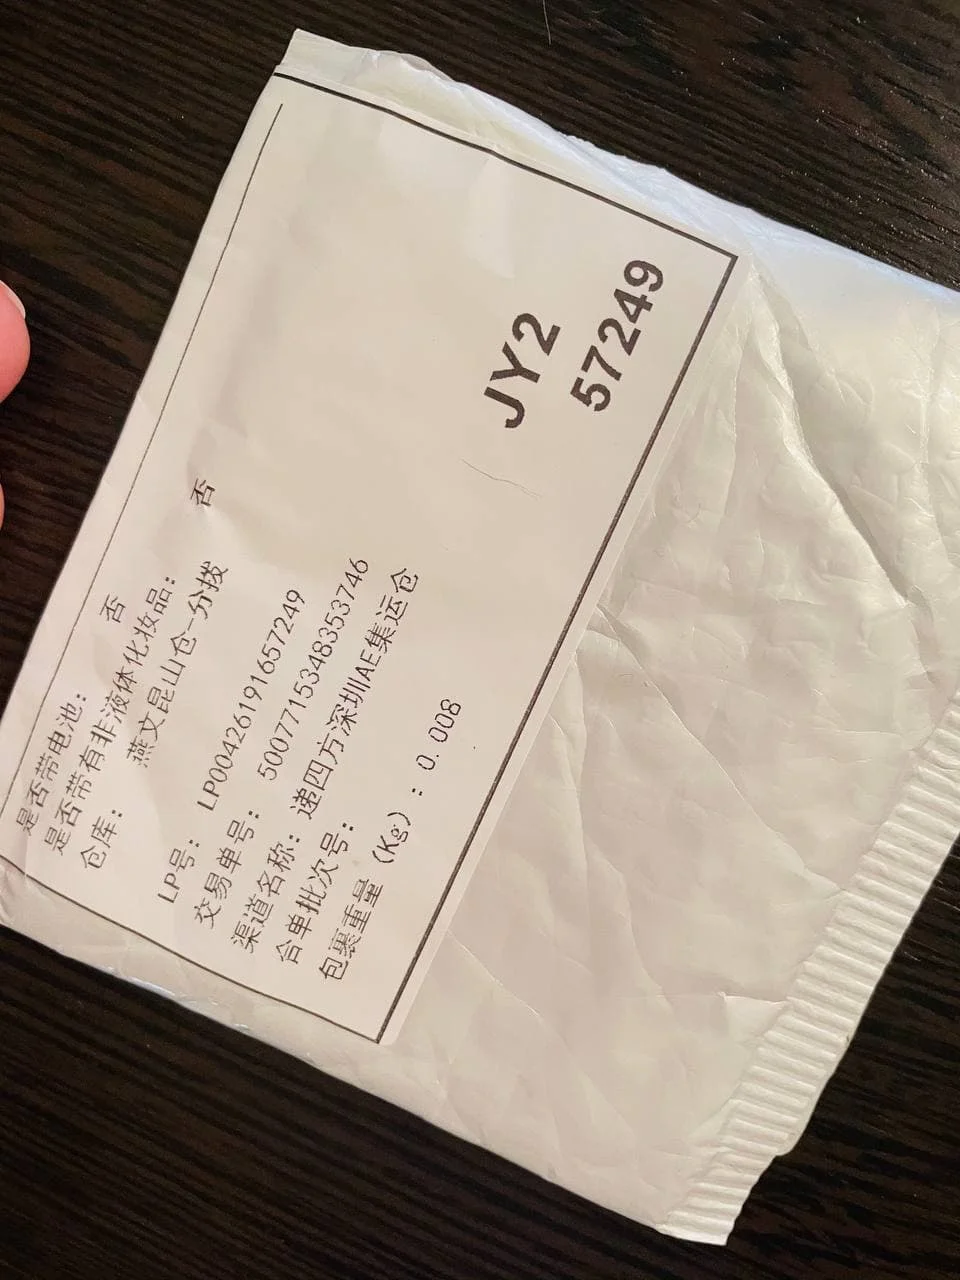 是否带电池: 否
是否带有非液体化妆品: 否
仓库: 燕文昆山仓-分拨
LP号: LP00426191657249
交易单号: 5007715348353746
渠道名称: 递四方深圳AE集运仓
合单批次号:
包裹重量 (Kg): 0.008
JY2
57249